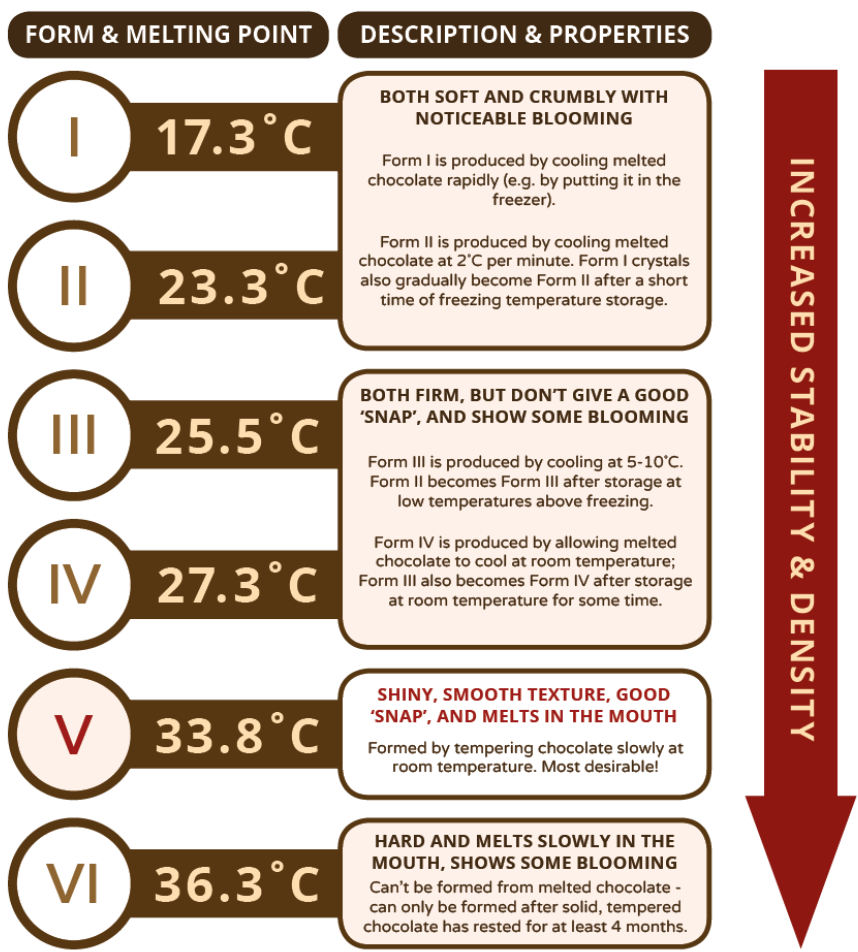 FORM & MELTING POINT
DESCRIPTION & PROPERTIES
I
17.3°C
BOTH SOFT AND CRUMBLY WITH
NOTICEABLE BLOOMING
Form I is produced by cooling melted
chocolate rapidly (e.g. by putting it in the
freezer).
II
23.3°C
Form II is produced by cooling melted
chocolate at 2°C per minute. Form I crystals
also gradually become Form II after a short
time of freezing temperature storage.
III
25.5°C
BOTH FIRM, BUT DON'T GIVE A GOOD
‘SNAP’, AND SHOW SOME BLOOMING
Form III is produced by cooling at 5-10°C.
Form II becomes Form III after storage at
low temperatures above freezing.
IV
27.3°C
Form IV is produced by allowing melted
chocolate to cool at room temperature;
Form III also becomes Form IV after storage
at room temperature for some time.
V
33.8°C
SHINY, SMOOTH TEXTURE, GOOD
‘SNAP’, AND MELTS IN THE MOUTH
Formed by tempering chocolate slowly at
room temperature. Most desirable!
VI
36.3°C
HARD AND MELTS SLOWLY IN THE
MOUTH, SHOWS SOME BLOOMING
Can't be formed from melted chocolate -
can only be formed after solid, tempered
chocolate has rested for at least 4 months.
INCREASED STABILITY & DENSITY